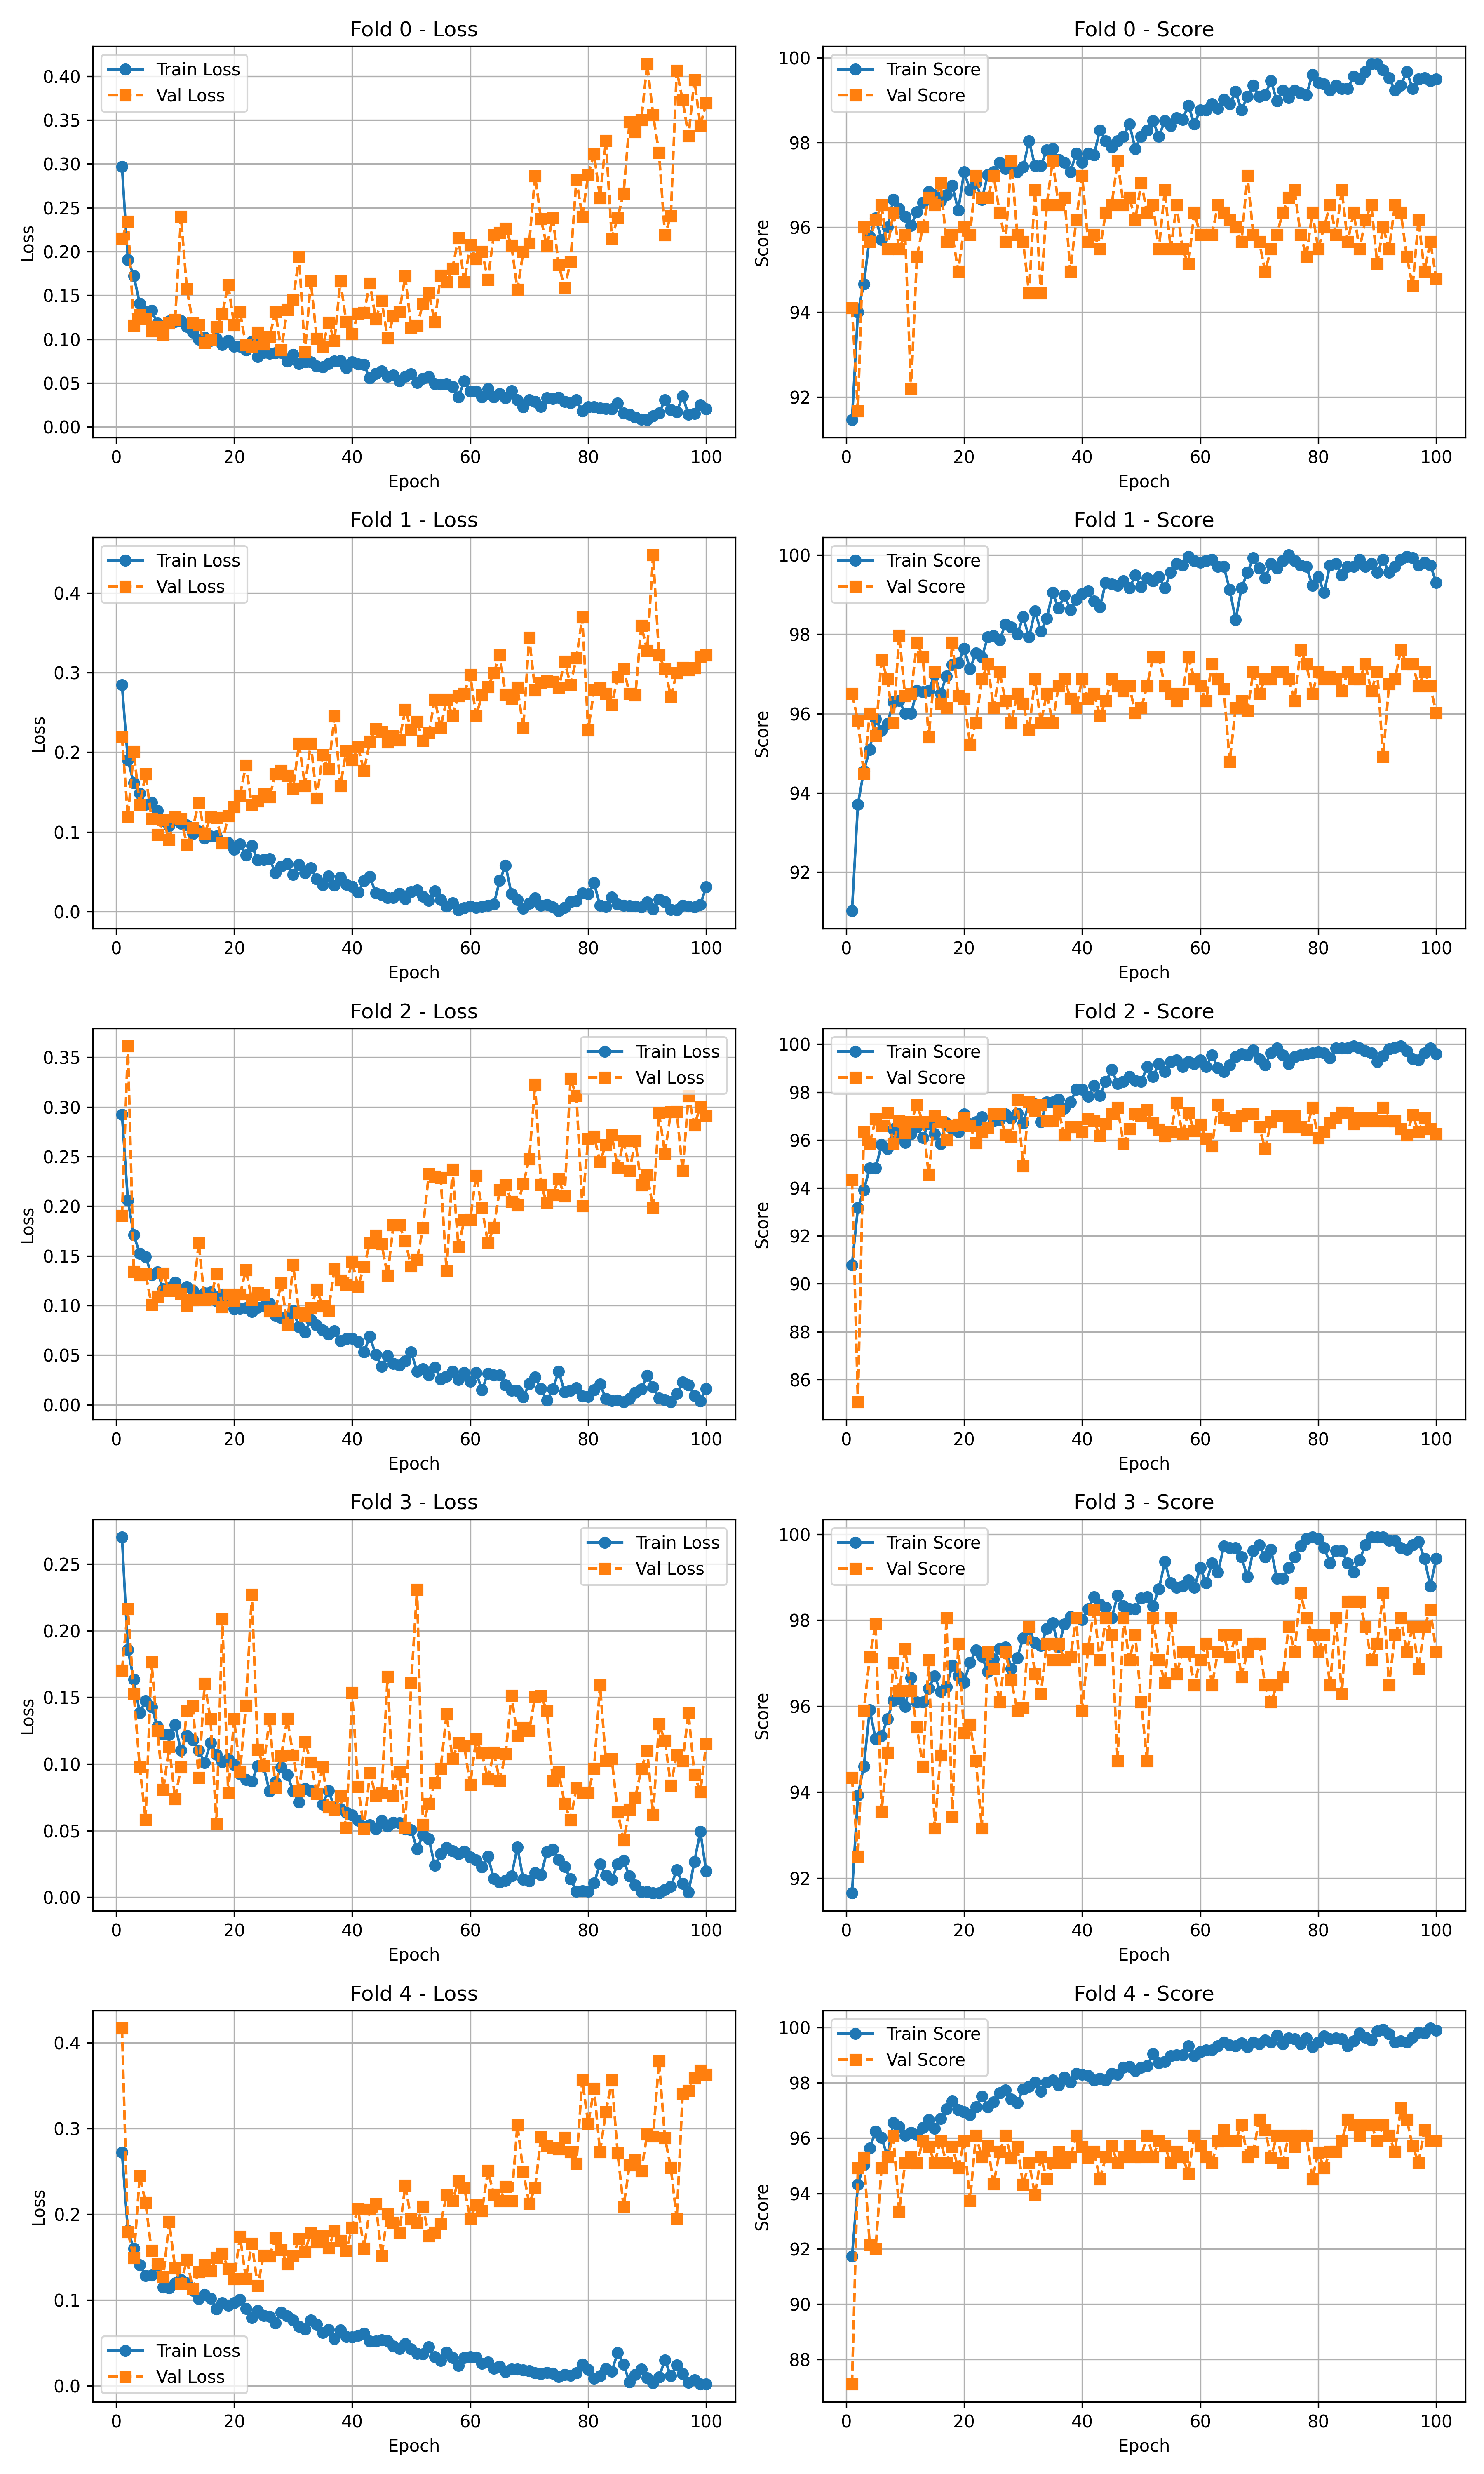 Fold 0 - Loss
Train Loss
Val Loss
0.40
0.35
0.30
0.25
0.20
0.15
0.10
0.05
0.00
Loss
0 20 40 60 80 100
Epoch
Fold 0 - Score
Train Score
Val Score
100
98
96
94
92
Score
0 20 40 60 80 100
Epoch
Fold 1 - Loss
Train Loss
Val Loss
0.4
0.3
0.2
0.1
0.0
Loss
0 20 40 60 80 100
Epoch
Fold 1 - Score
Train Score
Val Score
100
98
96
94
92
Score
0 20 40 60 80 100
Epoch
Fold 2 - Loss
Train Loss
Val Loss
0.35
0.30
0.25
0.20
0.15
0.10
0.05
0.00
Loss
0 20 40 60 80 100
Epoch
Fold 2 - Score
Train Score
Val Score
100
98
96
94
92
90
88
86
Score
0 20 40 60 80 100
Epoch
Fold 3 - Loss
Train Loss
Val Loss
0.25
0.20
0.15
0.10
0.05
0.00
Loss
0 20 40 60 80 100
Epoch
Fold 3 - Score
Train Score
Val Score
100
98
96
94
92
Score
0 20 40 60 80 100
Epoch
Fold 4 - Loss
0.4
0.3
0.2
0.1
0.0
Loss
Train Loss
Val Loss
0 20 40 60 80 100
Epoch
Fold 4 - Score
Train Score
Val Score
100
98
96
94
92
90
88
Score
0 20 40 60 80 100
Epoch